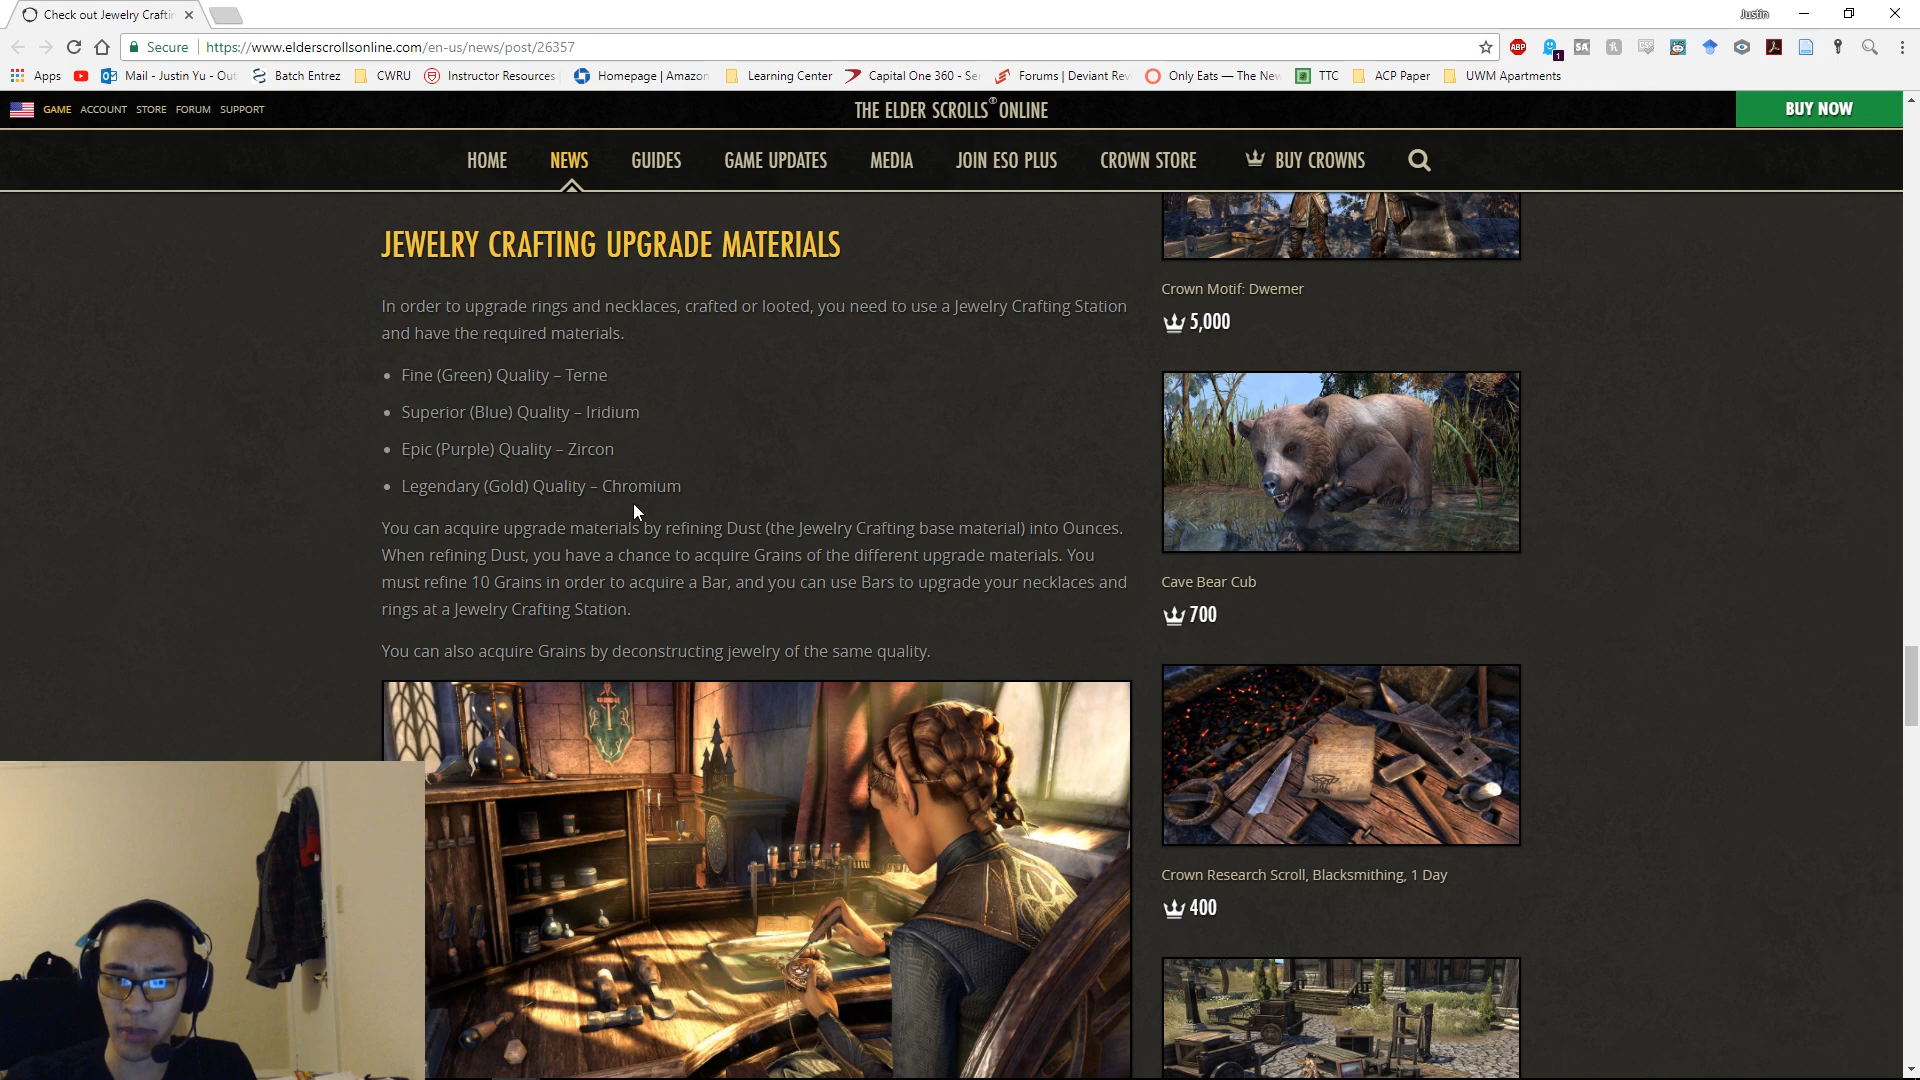 Check out Jewelry Craftin
Justin
Secure
https://www.elderscrollsonline.com/en-us/news/post/26357
ABP
1
SA
CSS
Apps
Mail - Justin Yu - Out
Batch Entrez
CWRU
Instructor Resources
Homepage | Amazon
Learning Center
Capital One 360 - Se
Forums | Deviant Rev
Only Eats — The New
TTC
ACP Paper
UWM Apartments
GAME ACCOUNT STORE FORUM SUPPORT
THE ELDER SCROLLS® ONLINE
BUY NOW
HOME NEWS GUIDES GAME UPDATES MEDIA JOIN ESO PLUS CROWN STORE BUY CROWNS
JEWELRY CRAFTING UPGRADE MATERIALS
In order to upgrade rings and necklaces, crafted or looted, you need to use a Jewelry Crafting Station
and have the required materials.
• Fine (Green) Quality – Terne
• Superior (Blue) Quality – Iridium
• Epic (Purple) Quality – Zircon
• Legendary (Gold) Quality – Chromium
You can acquire upgrade materials by refining Dust (the Jewelry Crafting base material) into Ounces.
When refining Dust, you have a chance to acquire Grains of the different upgrade materials. You
must refine 10 Grains in order to acquire a Bar, and you can use Bars to upgrade your necklaces and
rings at a Jewelry Crafting Station.
You can also acquire Grains by deconstructing jewelry of the same quality.
Crown Motif: Dwemer
5,000
Cave Bear Cub
700
Crown Research Scroll, Blacksmithing, 1 Day
400